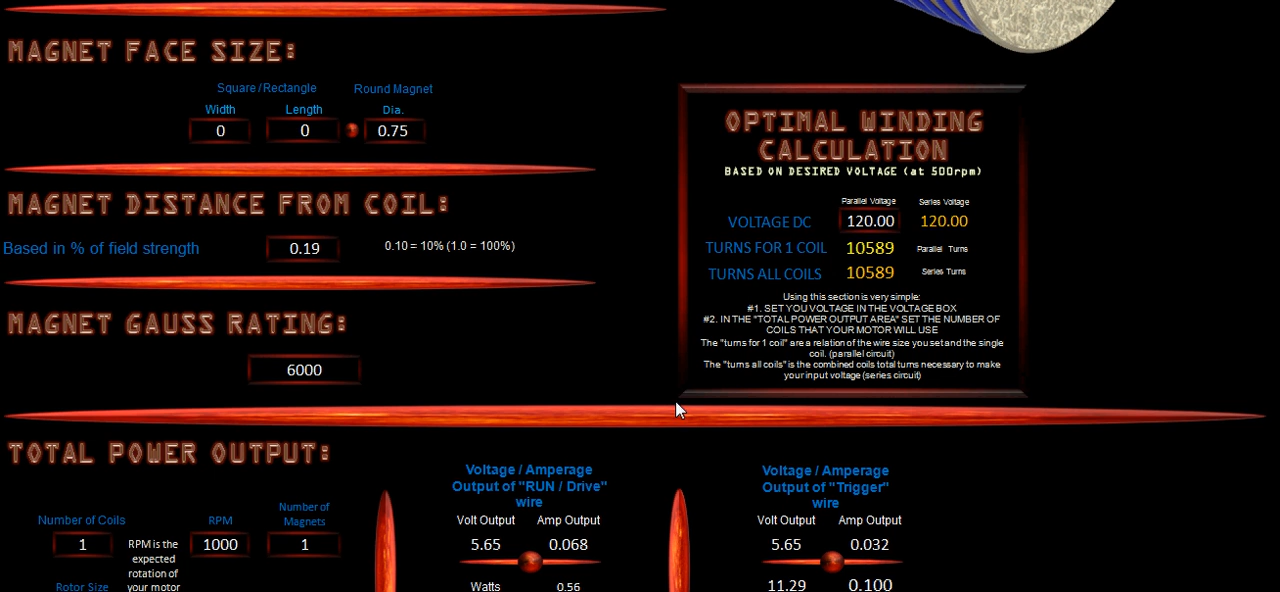 MAGNET FACE SIZE:
Square / Rectangle Round Magnet
Width Length Dia.
0 0 0.75
MAGNET DISTANCE FROM COIL:
Based in % of field strength 0.19 0.10 = 10% (1.0 = 100%)
MAGNET GAUSS RATING:
6000
OPTIMAL WINDING
CALCULATION
BASED ON DESIRED VOLTAGE (at 500rpm)
Parallel Voltage Series Voltage
VOLTAGE DC 120.00 120.00
TURNS FOR 1 COIL 10589 Parallel Turns
TURNS ALL COILS 10589 Series Turns
Using this section is very simple:
#1. SET YOU VOLTAGE IN THE VOLTAGE BOX
#2. IN THE "TOTAL POWER OUTPUT AREA" SET THE NUMBER OF
COILS THAT YOUR MOTOR WILL USE
The "turns for 1 coil" are a relation of the wire size you set and the single
coil. (parallel circuit)
The "turns all coils" is the combined coils total turns necessary to make
your input voltage (series circuit)
TOTAL POWER OUTPUT:
Number of Coils RPM Number of
Magnets
1 1000 1
RPM is the
expected
rotation of
your motor
Rotor Size
Voltage / Amperage
Output of "RUN / Drive"
wire
Volt Output Amp Output
5.65 0.068
Watts 0.56
Voltage / Amperage
Output of "Trigger"
wire
Volt Output Amp Output
5.65 0.032
11.29 0.100